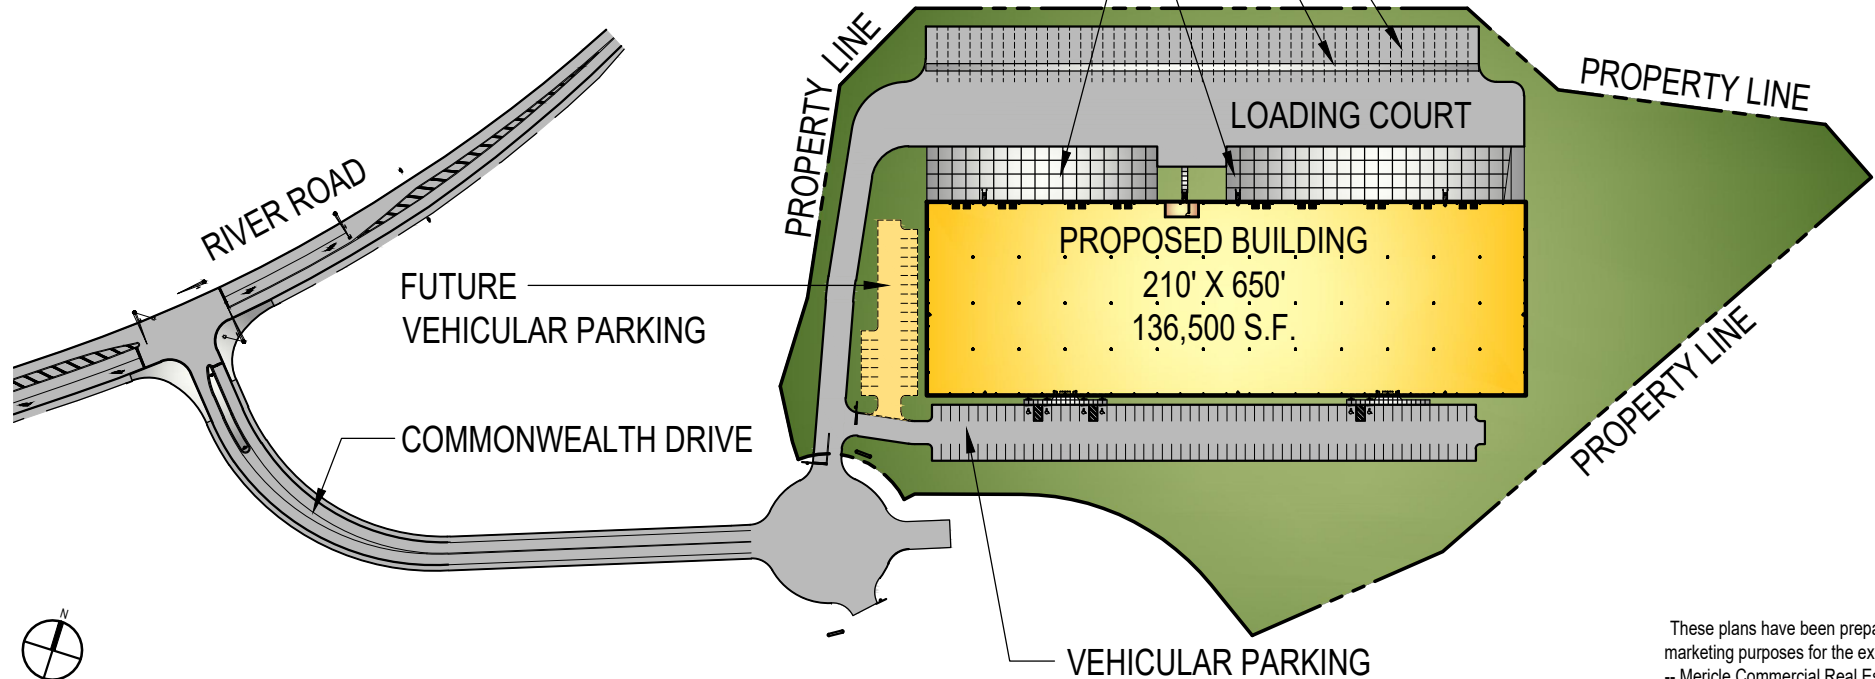 PROPERTY LINE
PROPERTY LINE
LOADING COURT
RIVER ROAD
PROPOSED BUILDING
210' X 650'
136,500 S.F.
FUTURE
VEHICULAR PARKING
PROPERTY LINE
COMMONWEALTH DRIVE
N
VEHICULAR PARKING
These plans have been prepa
marketing purposes for the ex
-- Mericle Commercial Real Es